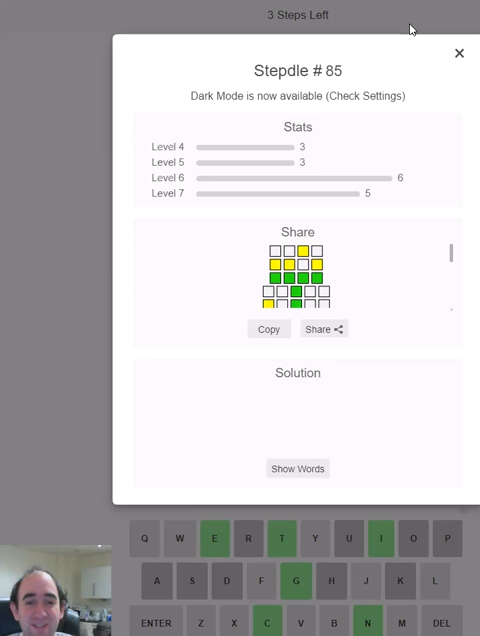 3 Steps Left
Stepdle # 85
Dark Mode is now available (Check Settings)
Stats
Level 4 3
Level 5 3
Level 6 6
Level 7 5
Share
Copy Share
Solution
Show Words
Q W E R T Y U I O P
A S D F G H J K L
ENTER Z X C V B N M DEL